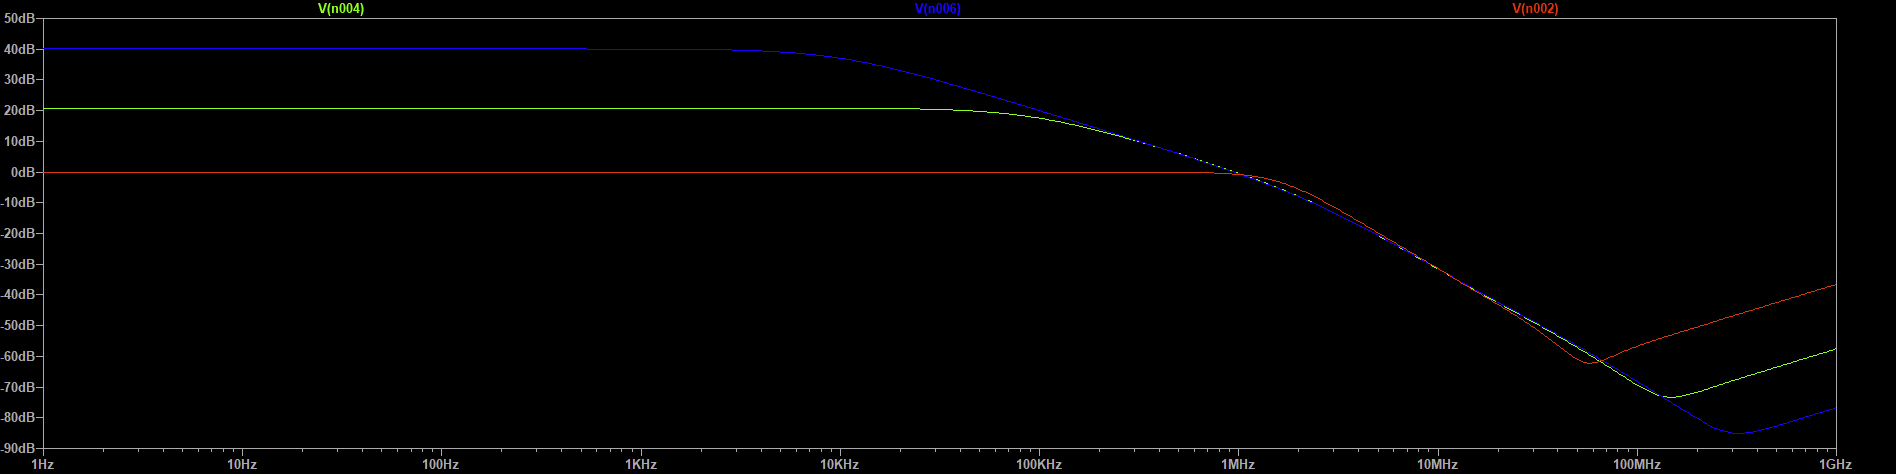 V(n004) V(n006) V(n002)
50dB
40dB
30dB
20dB
10dB
0dB
-10dB
-20dB
-30dB
-40dB
-50dB
-60dB
-70dB
-80dB
-90dB
1Hz 10Hz 100Hz 1KHz 10KHz 100KHz 1MHz 10MHz 100MHz 1GHz